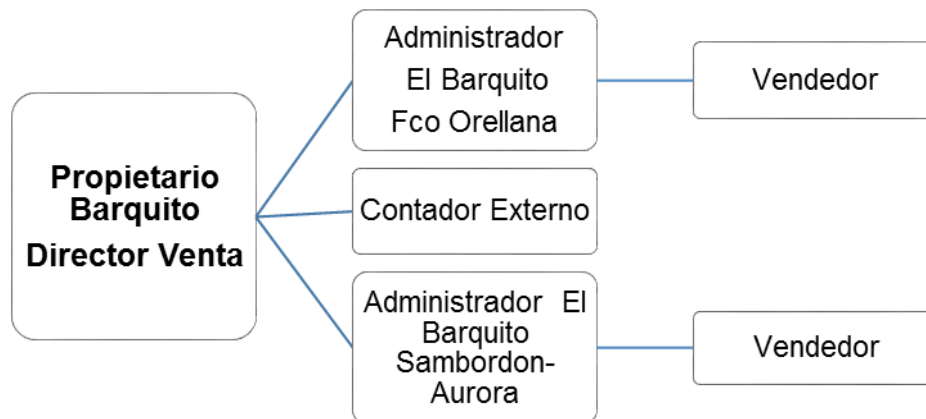 Propietario
Barquito
Director Venta
Administrador
El Barquito
Fco Orellana
Vendedor
Contador Externo
Administrador El
Barquito
Sambordon-
Aurora
Vendedor